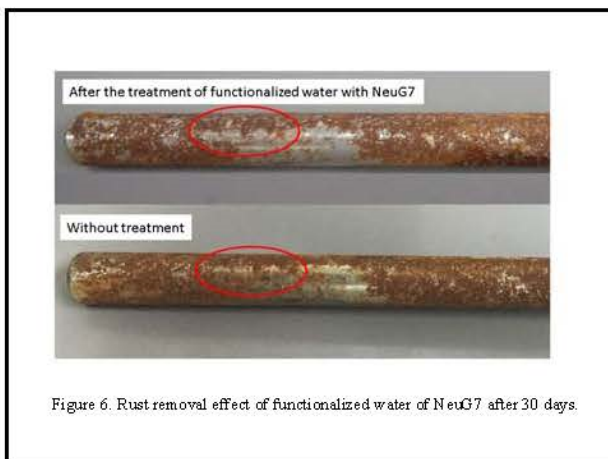 After the treatment of functionalized water with NeuG7
Without treatment
Figure 6. Rust removal effect of functionalized water of NeuG7 after 30 days.